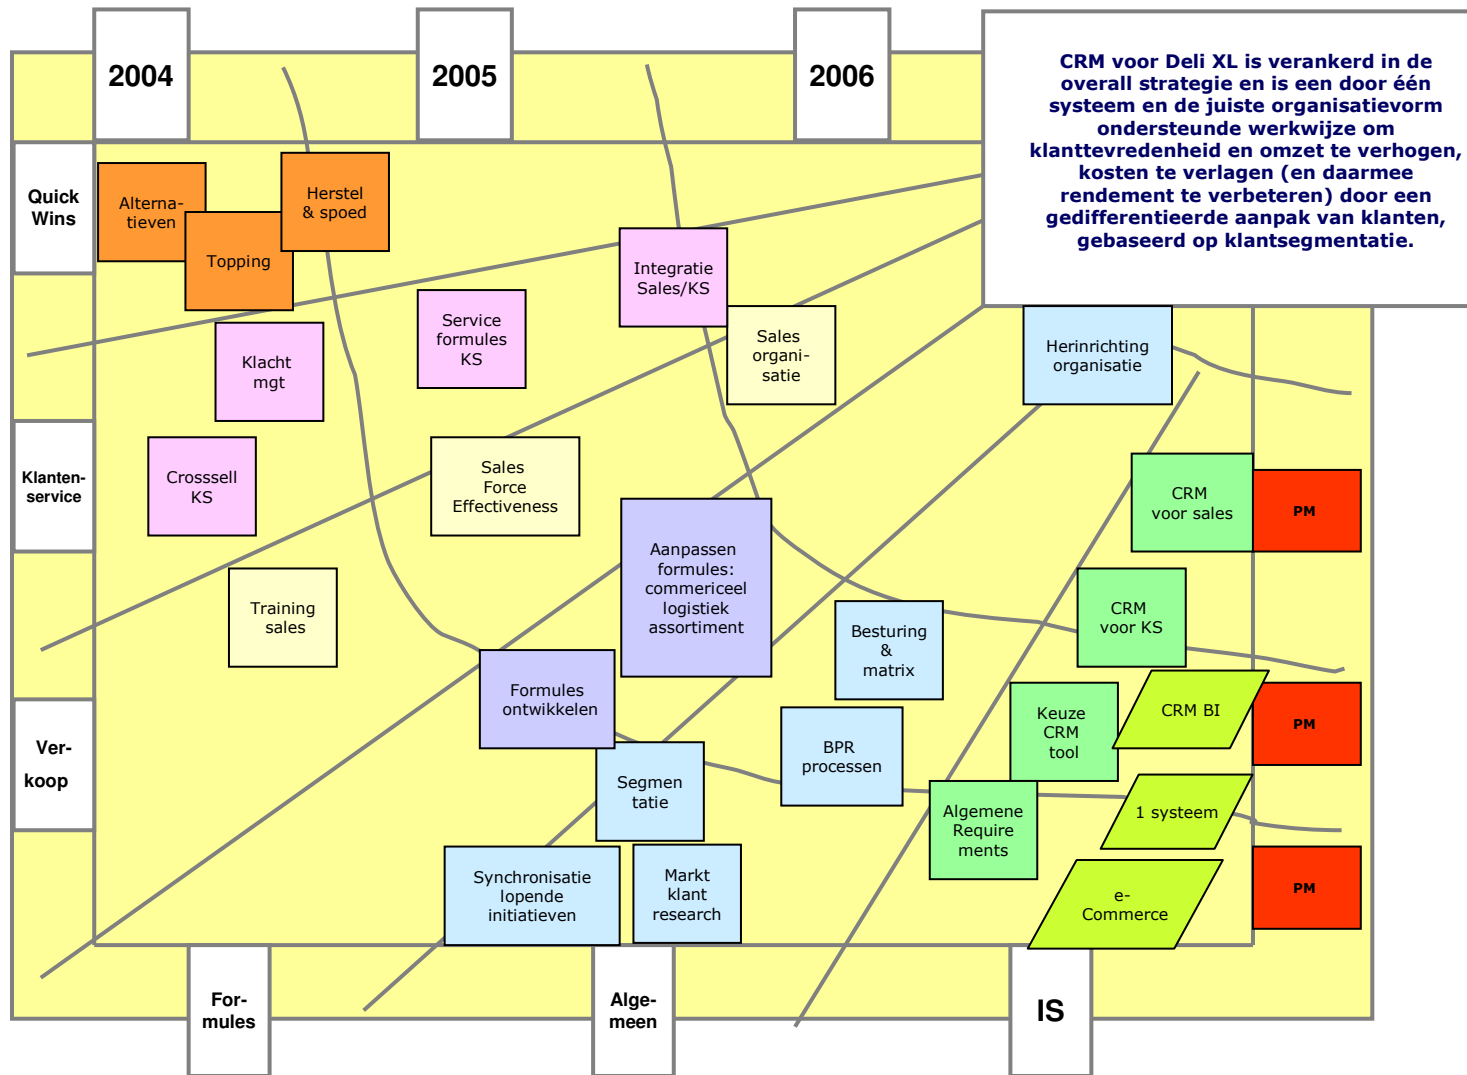 2004
2005
2006
CRM voor Deli XL is verankerd in de
overall strategie en is een door één
systeem en de juiste organisatievorm
ondersteunde werkwijze om
klanttevredenheid en omzet te verhogen,
kosten te verlagen (en daarmee
rendement te verbeteren) door een
gedifferentieerde aanpak van klanten,
gebaseerd op klantsegmentatie.
Quick
Wins
Alterna-
tieven
Topping
Herstel
& spoed
Integratie
Sales/KS
Service
formules
KS
Klacht
mgt
Sales
organi-
satie
Herinrichting
organisatie
Klanten-
service
Crosssell
KS
Sales
Force
Effectiveness
CRM
voor sales
PM
Aanpassen
formules:
commericeel
logistiek
assortiment
Training
sales
Besturing
&
matrix
CRM
voor KS
Formules
ontwikkelen
Keuze
CRM
tool
CRM BI
PM
Ver-
koop
BPR
processen
Segmen
tatie
Algemene
Require
ments
1 systeem
Synchronisatie
lopende
initiatieven
Markt
klant
research
e-
Commerce
PM
For-
mules
Alge-
meen
IS